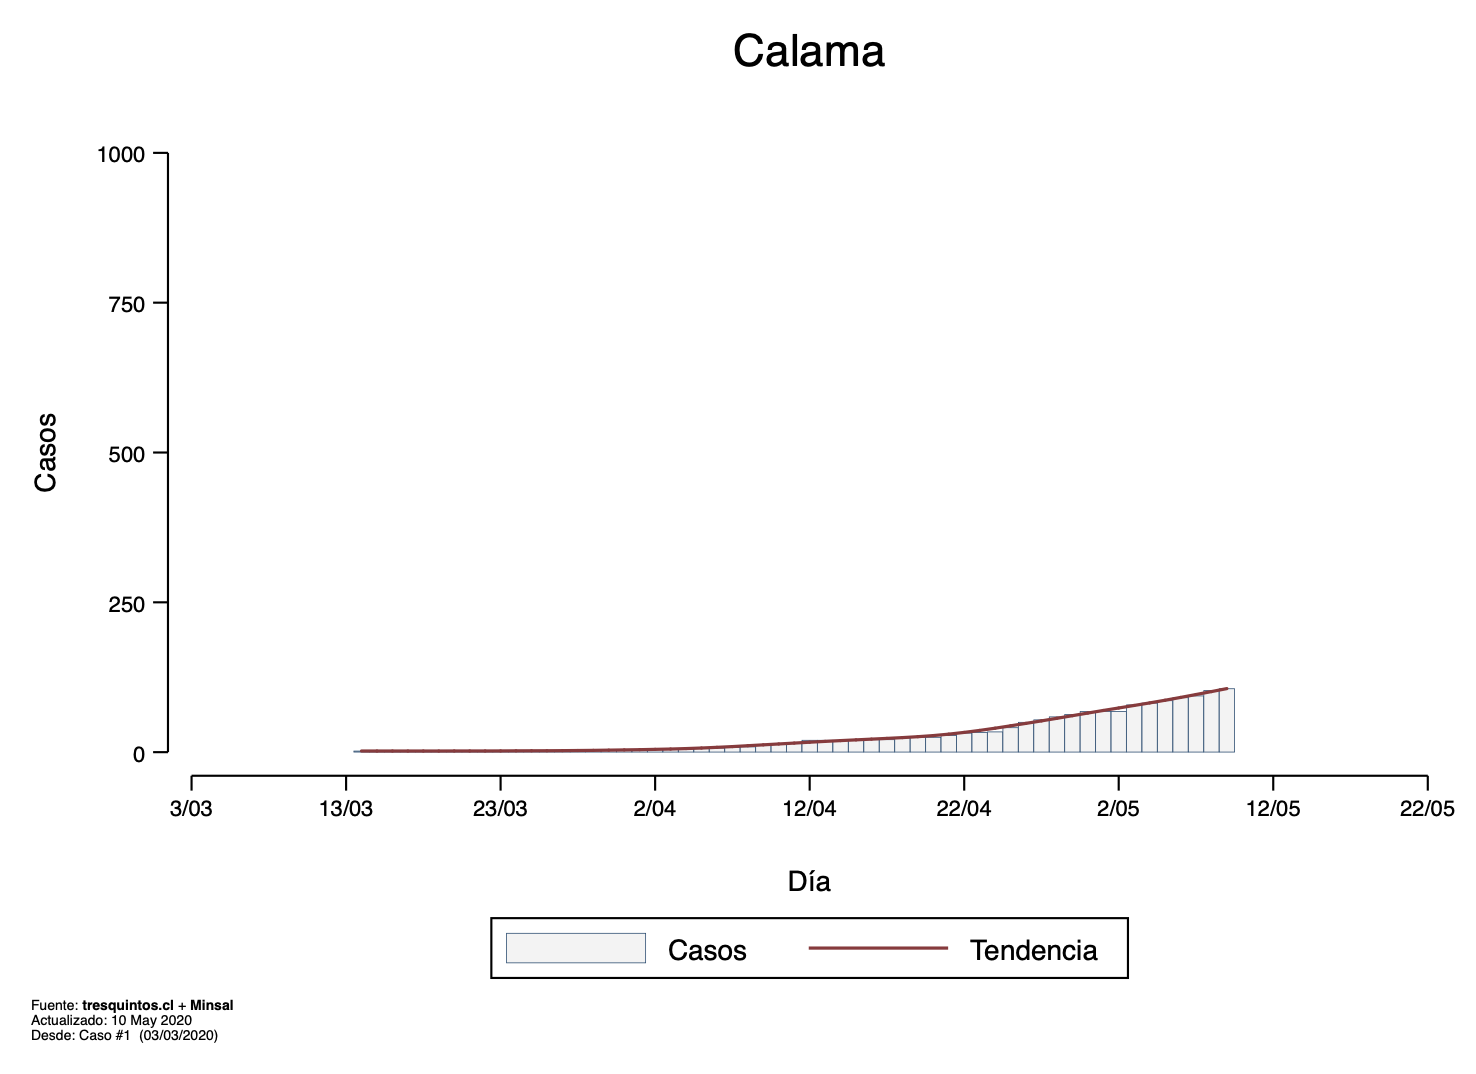 Calama
1000
750
500
250
0
Casos
3/03 13/03 23/03 2/04 12/04 22/04 2/05 12/05 22/05
Día
Casos Tendencia
Fuente: tresquintos.cl + Minsal
Actualizado: 10 May 2020
Desde: Caso #1 (03/03/2020)